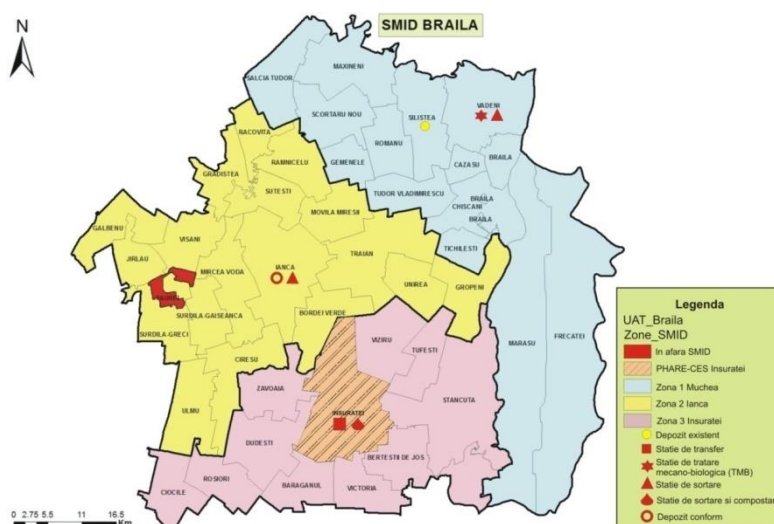 SMID BRAILA
N
MAXINENI
SALCIA TUDOR
VADENI
SCORTARU NOU
SILISTEA
RACOVITA
ROMANU
RAMNICELU
GEMENELE
CAZASU
BRAILA
GRADISTEA
SUTESTI
TUDOR VLADIMIRESCU
BRAILA
CHISCANI
MOVILA MIRESII
BRAILA
GALBENU
VISANI
TICHILESTI
JIRLAU
TRAIAN
MIRCEA VODA
IANCA
UNIREA
GROPENI
SURDILA-GAISEANCA
BORDEI VERDE
SURDILA-GRECI
VIZIRU
MARASU
FRECATEI
CIRESU
TUFESTI
ZAVOAIA
STANCUTA
ULMU
INSURATEI
DUDESTI
BERTESTII DE JOS
ROSIORI
CIOCILE
BARAGANUL
VICTORIA
0 2.75 5.5 11 16.5
Km
Legenda
UAT_Braila
Zone_SMID
In afara SMID
PHARE-CES Insuratei
Zona 1 Muchea
Zona 2 Ianca
Zona 3 Insuratei
Depozit existent
Statie de transfer
Statie de tratare
mecano-biologica (TMB)
Statie de sortare
Statie de sortare si compostare
Depozit conform